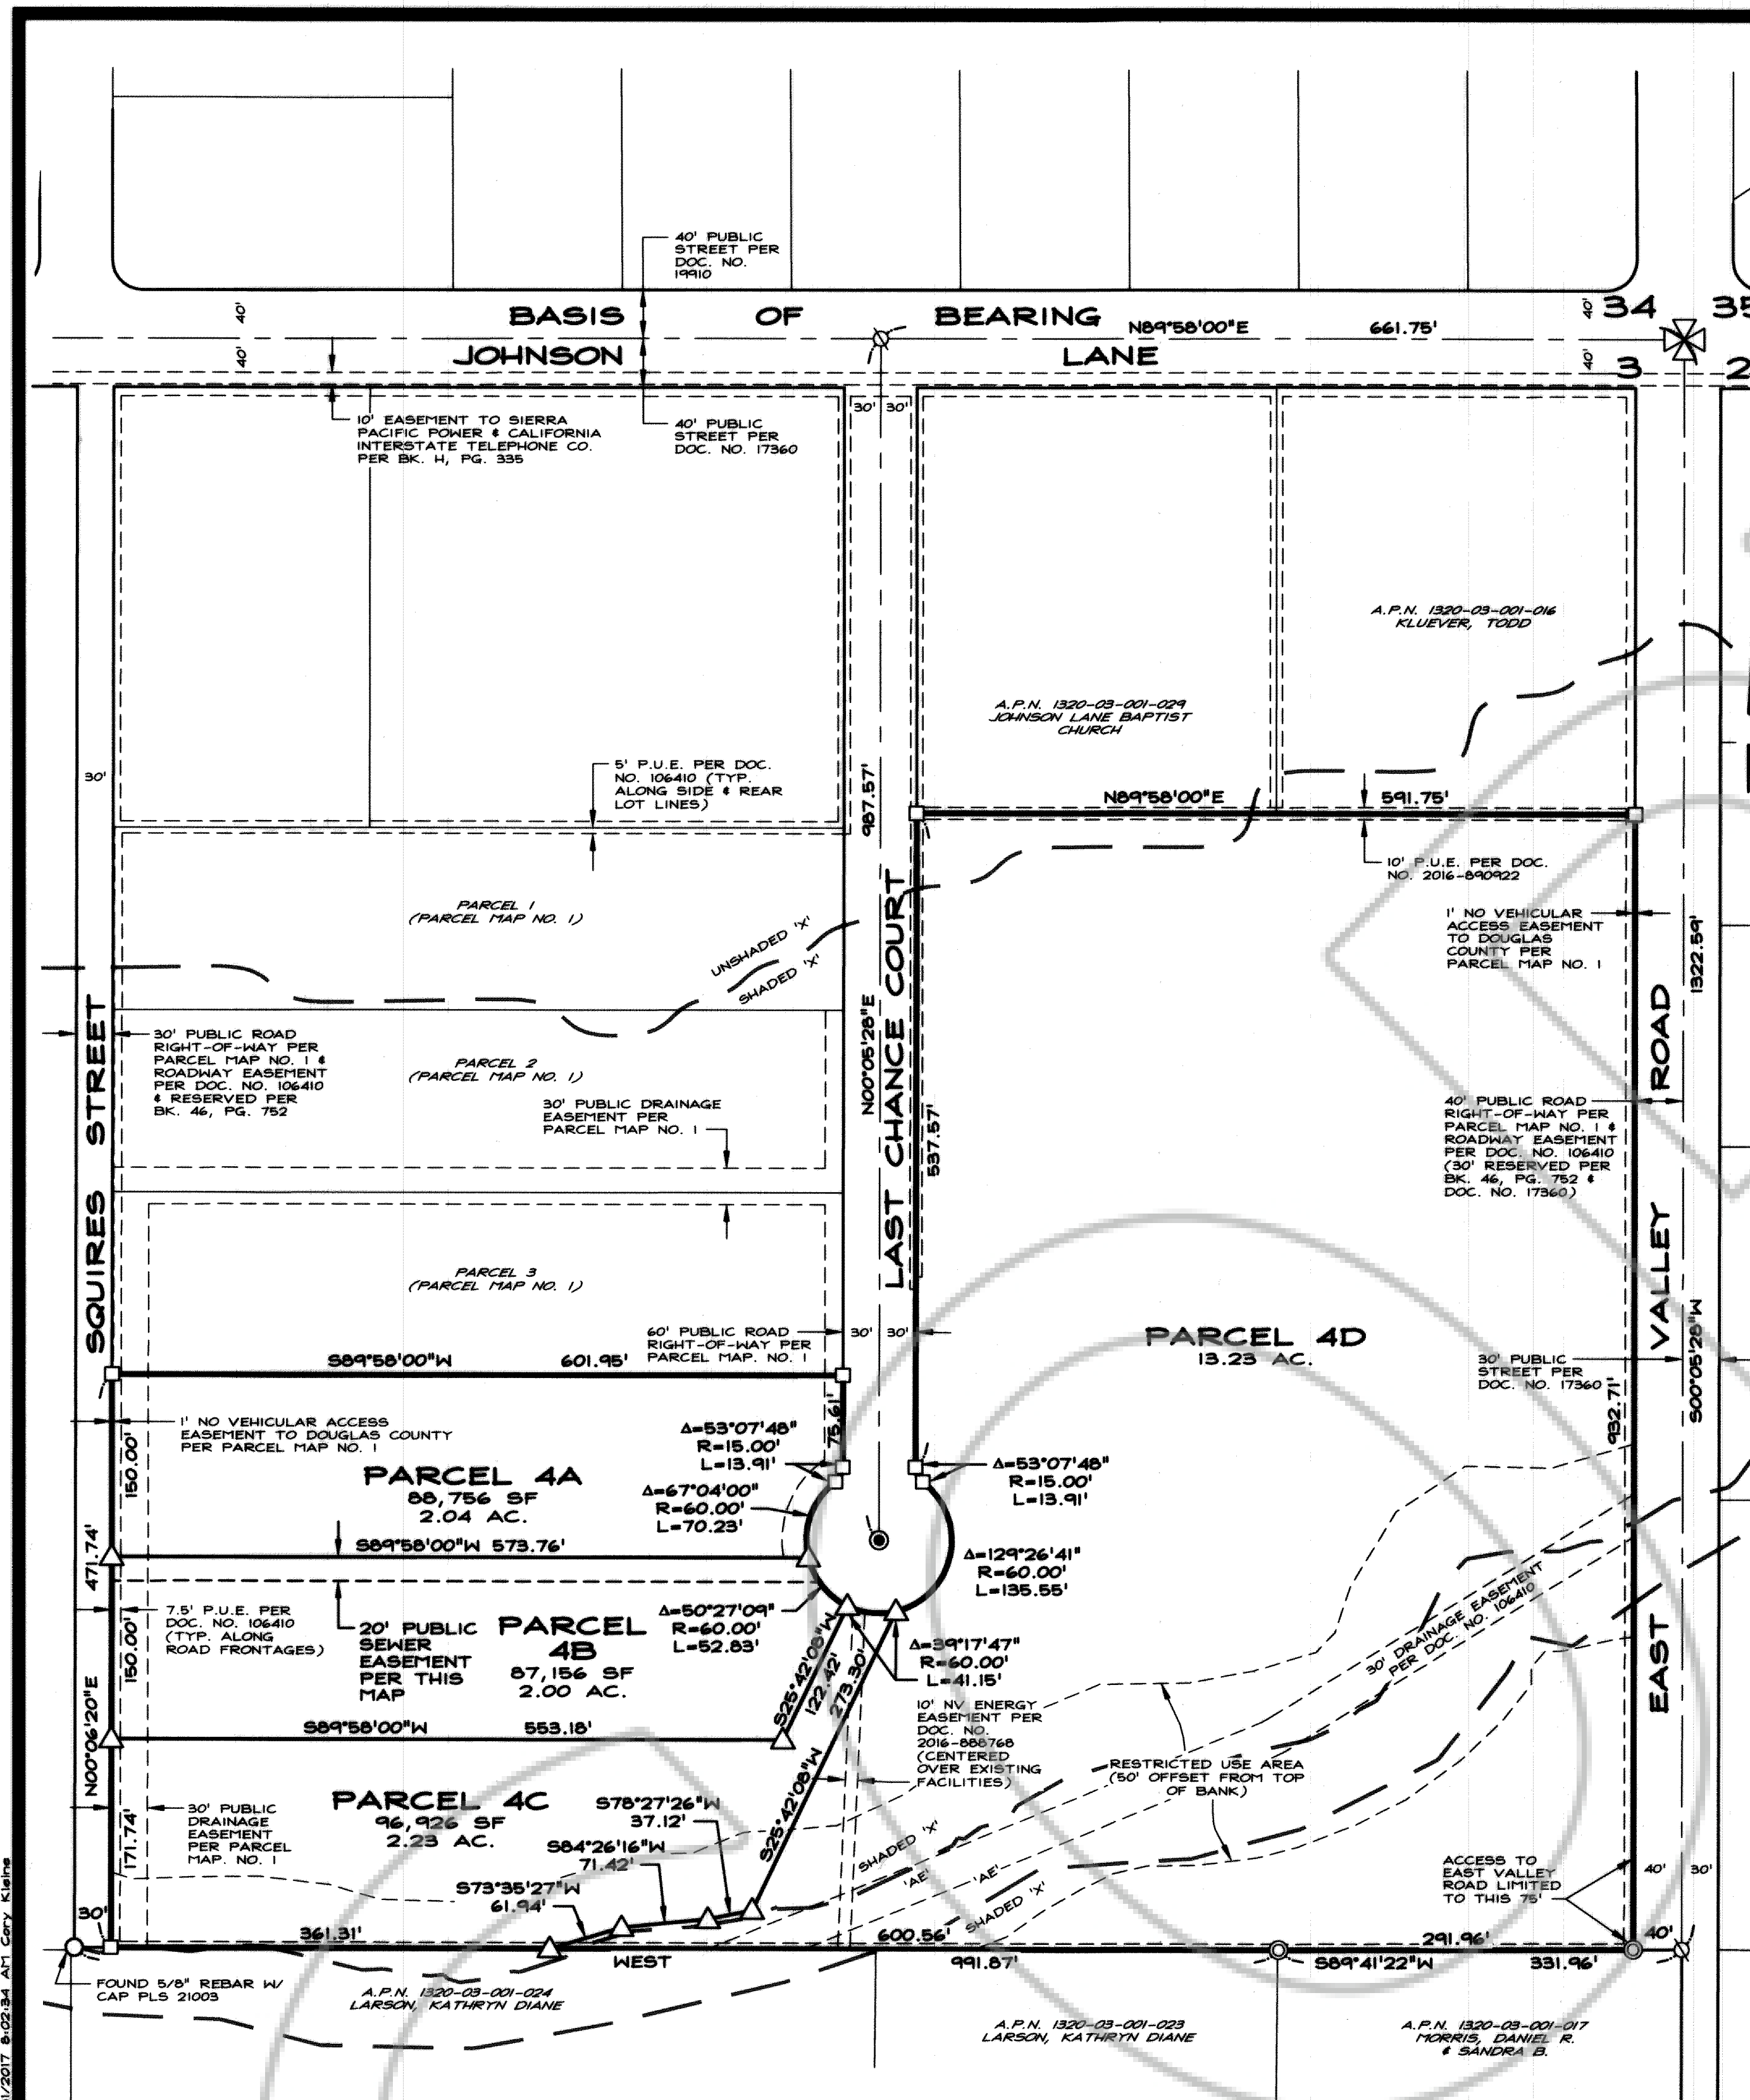 40' PUBLIC
STREET PER
DOC. NO.
19910
BASIS OF BEARING
N89°58'00"E 661.75'
40'
40'
40'
40'
34 35
3 2
JOHNSON LANE
10' EASEMENT TO SIERRA
PACIFIC POWER & CALIFORNIA
INTERSTATE TELEPHONE CO.
PER BK. H, PG. 335
40' PUBLIC
STREET PER
DOC. NO. 17360
30' 30'
A.P.N. 1320-03-001-016
KLUEVER, TODD
A.P.N. 1320-03-001-029
JOHNSON LANE BAPTIST
CHURCH
30'
5' P.U.E. PER DOC.
NO. 106410 (TYP.
ALONG SIDE & REAR
LOT LINES)
987.57'
N89°58'00"E 591.75'
10' P.U.E. PER DOC.
NO. 2016-890922
PARCEL 1
(PARCEL MAP NO. 1)
UNSHADED 'X'
SHADED 'X'
1' NO VEHICULAR
ACCESS EASEMENT
TO DOUGLAS
COUNTY PER
PARCEL MAP NO. 1
1322.59'
SQUIRES STREET
30' PUBLIC ROAD
RIGHT-OF-WAY PER
PARCEL MAP NO. 1 &
ROADWAY EASEMENT
PER DOC. NO. 106410
& RESERVED PER
BK. 46, PG. 752
PARCEL 2
(PARCEL MAP NO. 1)
30' PUBLIC DRAINAGE
EASEMENT PER
PARCEL MAP NO. 1
N00°05'28"E
LAST CHANCE COURT
537.57'
40' PUBLIC ROAD
RIGHT-OF-WAY PER
PARCEL MAP NO. 1 &
ROADWAY EASEMENT
PER DOC. NO. 106410
(30' RESERVED PER
BK. 46, PG. 752 &
DOC. NO. 17360)
EAST VALLEY ROAD
PARCEL 3
(PARCEL MAP NO. 1)
60' PUBLIC ROAD
RIGHT-OF-WAY PER
PARCEL MAP. NO. 1
30' 30'
PARCEL 4D
13.23 AC.
30' PUBLIC
STREET PER
DOC. NO. 17360
S00°05'28"W
932.71'
S89°58'00"W 601.95'
1' NO VEHICULAR ACCESS
EASEMENT TO DOUGLAS COUNTY
PER PARCEL MAP NO. 1
75.61'
Δ=53°07'48"
R=15.00'
L=13.91'
Δ=53°07'48"
R=15.00'
L=13.91'
150.00'
PARCEL 4A
88,756 SF
2.04 AC.
Δ=67°04'00"
R=60.00'
L=70.23'
S89°58'00"W 573.76'
Δ=129°26'41"
R=60.00'
L=135.55'
471.74'
30' DRAINAGE EASEMENT
PER DOC. NO. 106410
7.5' P.U.E. PER
DOC. NO. 106410
(TYP. ALONG
ROAD FRONTAGES)
150.00'
20' PUBLIC
SEWER
EASEMENT
PER THIS
MAP
PARCEL
4B
87,156 SF
2.00 AC.
Δ=50°27'09"
R=60.00'
L=52.83'
S25°42'08"W
122.42'
273.30'
Δ=39°17'47"
R=60.00'
L=41.15'
10' NV ENERGY
EASEMENT PER
DOC. NO.
2016-888768
(CENTERED
OVER EXISTING
FACILITIES)
N00°06'20"E
S89°58'00"W 553.18'
RESTRICTED USE AREA
(50' OFFSET FROM TOP
OF BANK)
PARCEL 4C
96,926 SF
2.23 AC.
30' PUBLIC
DRAINAGE
EASEMENT
PER PARCEL
MAP. NO. 1
171.74'
S78°27'26"W
37.12'
S84°26'16"W
71.42'
S73°35'27"W
61.94'
S25°42'08"W
SHADED 'X'
'AE'
'AE'
SHADED 'X'
ACCESS TO
EAST VALLEY
ROAD LIMITED
TO THIS 75'
40' 30'
30'
361.31'
WEST
600.56'
991.87'
291.96'
S89°41'22"W 331.96'
40'
FOUND 5/8" REBAR W/
CAP PLS 21003
A.P.N. 1320-03-001-024
LARSON, KATHRYN DIANE
A.P.N. 1320-03-001-023
LARSON, KATHRYN DIANE
A.P.N. 1320-03-001-017
MORRIS, DANIEL R.
& SANDRA B.
1/2017 8:02:34 AM Cory Kleine